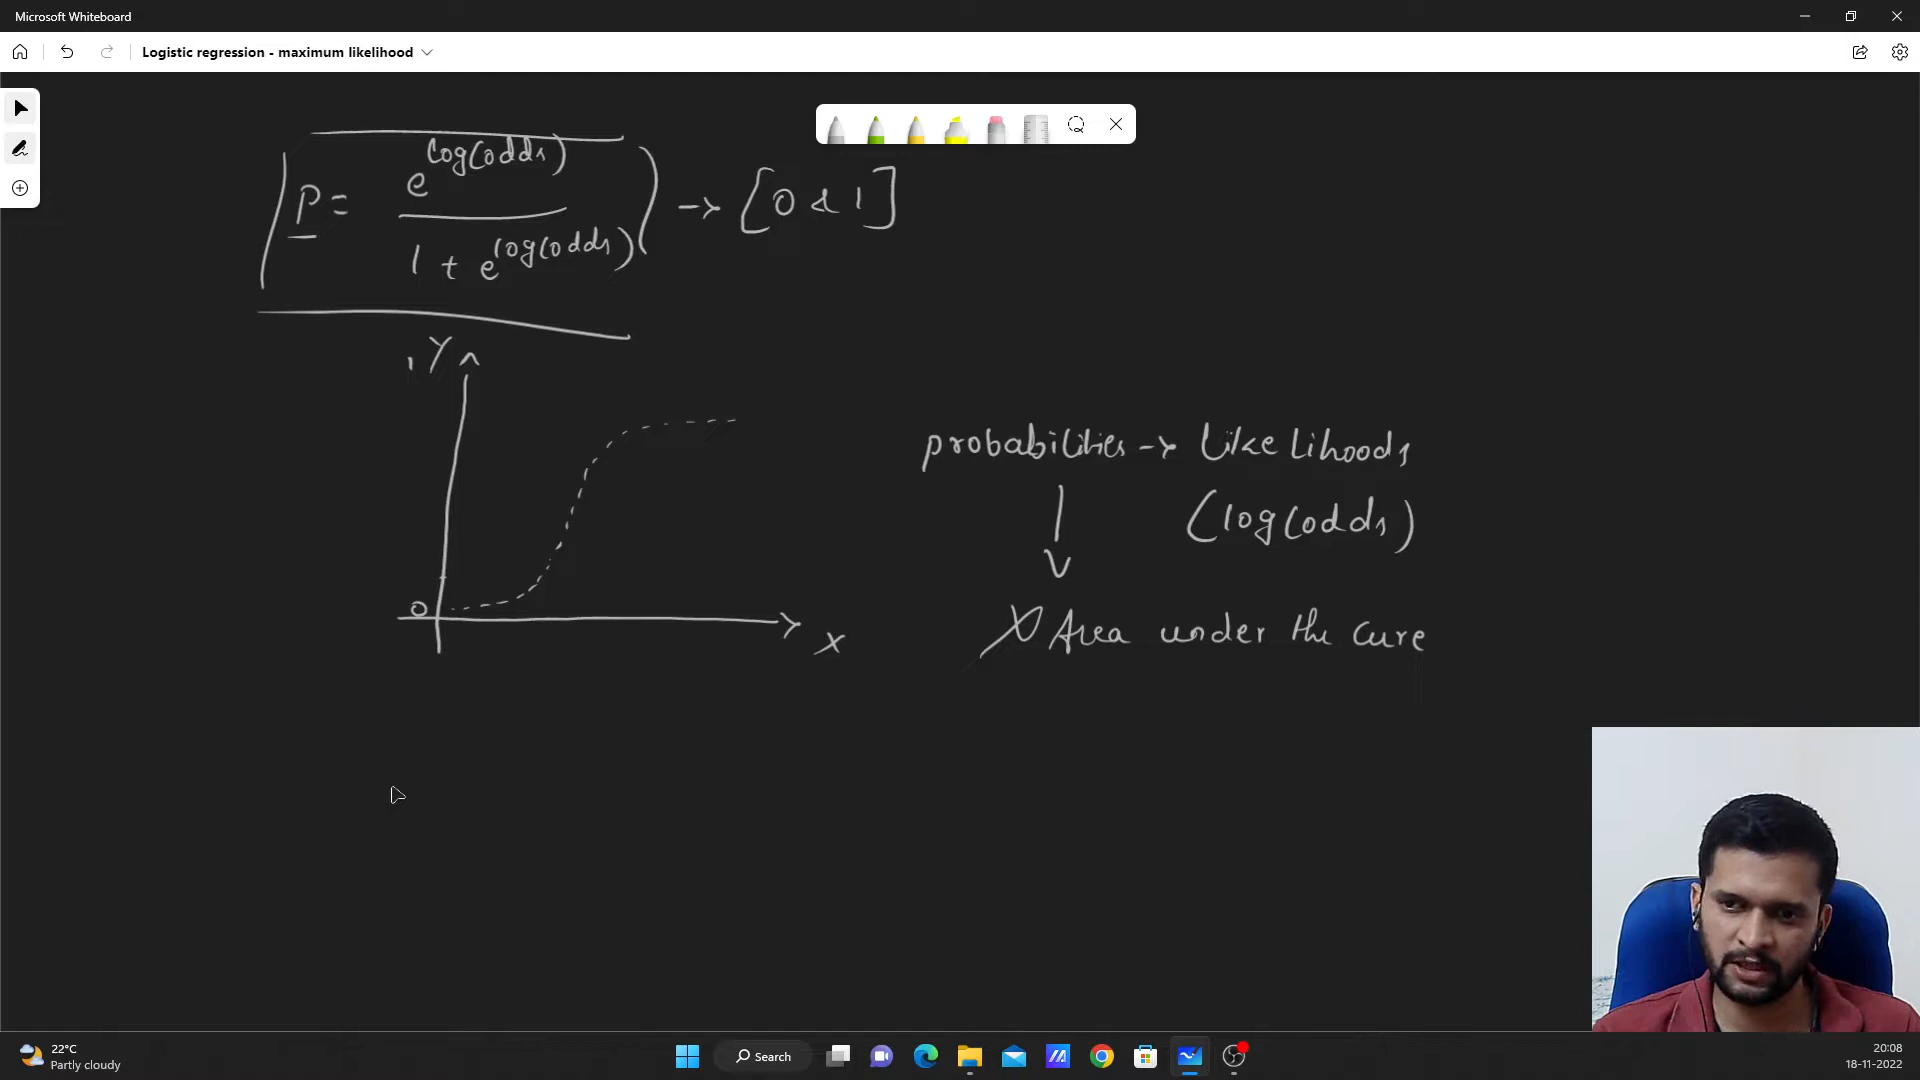 Microsoft Whiteboard
Logistic regression - maximum likelihood
P = e^log(odds) / 1 + e^log(odds) → [0 & 1]
1 Y
0
X
probabilities → Likelihoods
(log(odds)
X Area under the cure
22°C
Partly cloudy
Search
20:08
18-11-2022